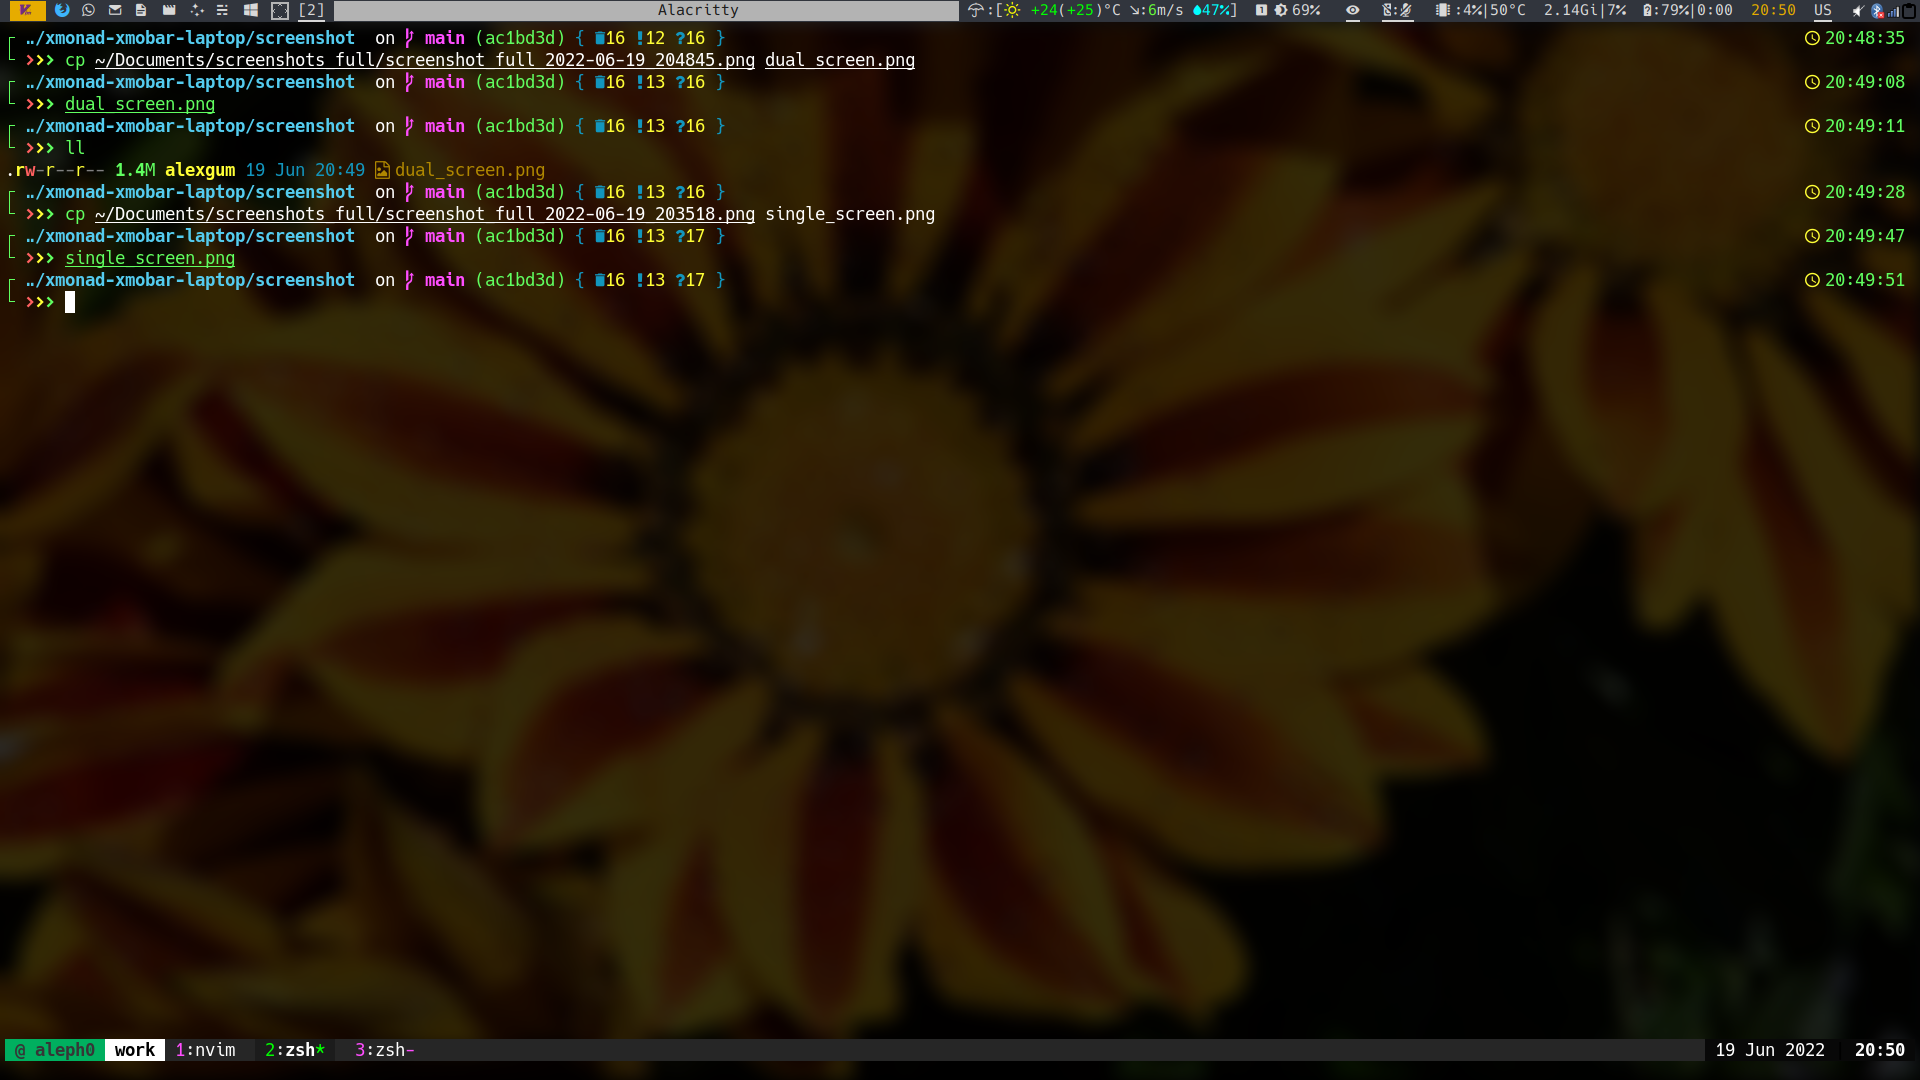 [2] Alacritty :[ +24(+25)°C ↘:6m/s 47%] 1 69% : :4%|50°C 2.14Gi|7% ?:79%|0:00 20:50 US
../xmonad-xmobar-laptop/screenshot on main (ac1bd3d) { 16 !12 ?16 } 20:48:35
>>> cp ~/Documents/screenshots_full/screenshot_full_2022-06-19_204845.png dual_screen.png
../xmonad-xmobar-laptop/screenshot on main (ac1bd3d) { 16 !13 ?16 } 20:49:08
>>> dual_screen.png
../xmonad-xmobar-laptop/screenshot on main (ac1bd3d) { 16 !13 ?16 } 20:49:11
>>> ll
.rw-r--r-- 1.4M alexgum 19 Jun 20:49 dual_screen.png
../xmonad-xmobar-laptop/screenshot on main (ac1bd3d) { 16 !13 ?16 } 20:49:28
>>> cp ~/Documents/screenshots_full/screenshot_full_2022-06-19_203518.png single_screen.png
../xmonad-xmobar-laptop/screenshot on main (ac1bd3d) { 16 !13 ?17 } 20:49:47
>>> single_screen.png
../xmonad-xmobar-laptop/screenshot on main (ac1bd3d) { 16 !13 ?17 } 20:49:51
>>>
@ aleph0 work 1:nvim 2:zsh* 3:zsh- 19 Jun 2022 20:50